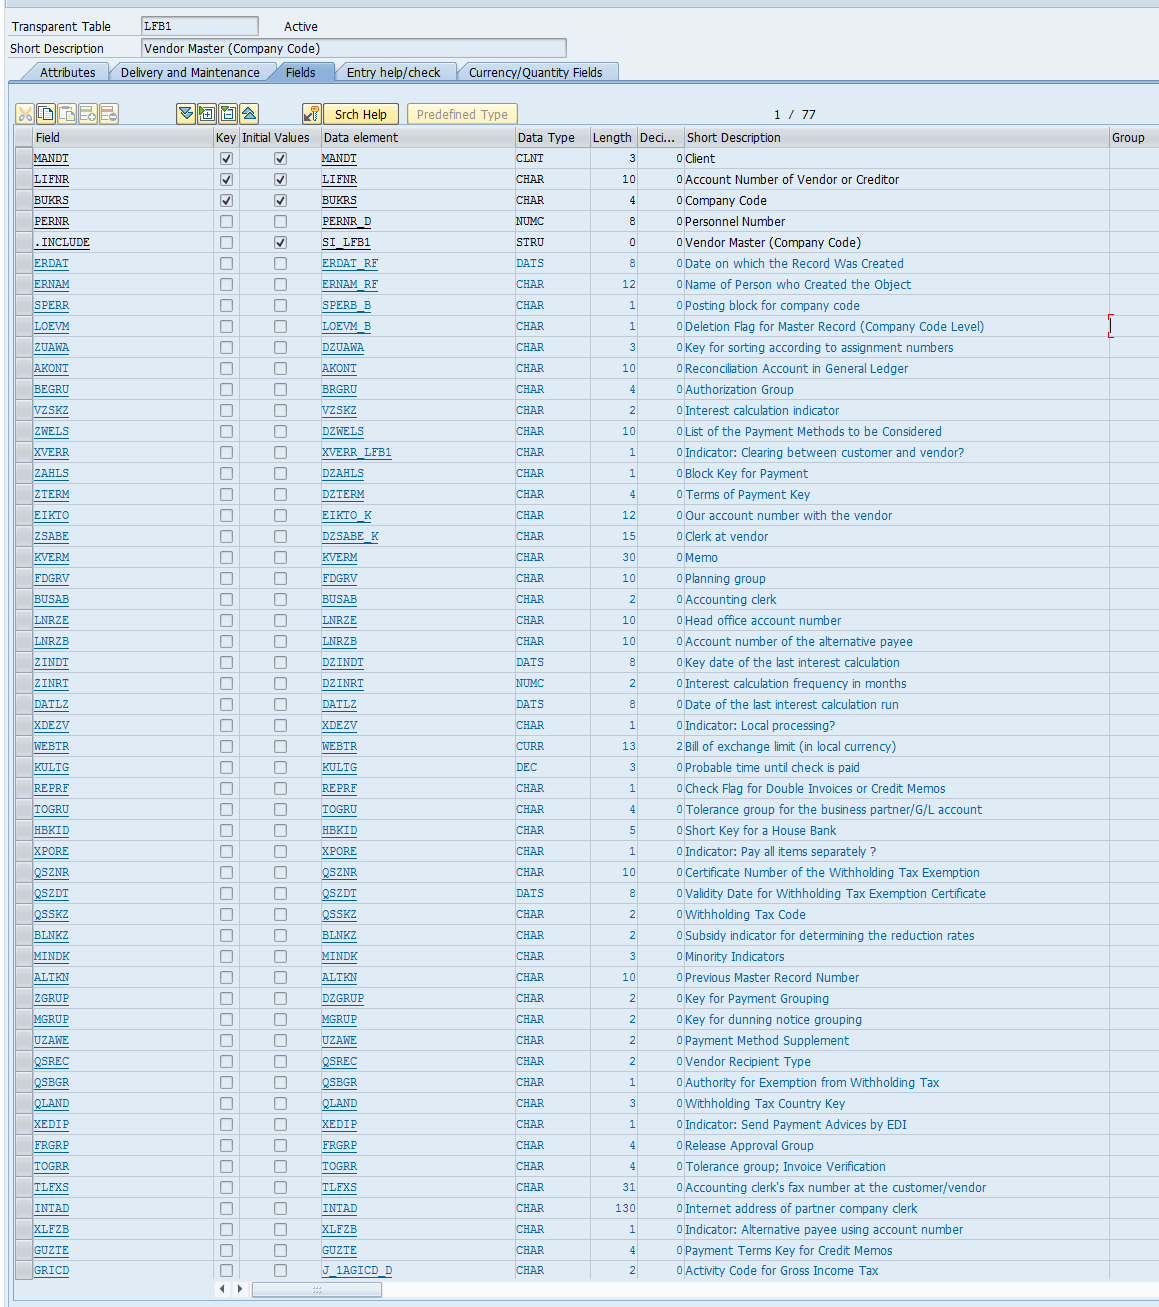 Transparent Table LFB1 Active
Short Description Vendor Master (Company Code)
Attributes Delivery and Maintenance Fields Entry help/check Currency/Quantity Fields
Srch Help Predefined Type 1 / 77
Field Key Initial Values Data element Data Type Length Deci... Short Description Group
MANDT MANDT CLNT 3 0 Client
LIFNR LIFNR CHAR 10 0 Account Number of Vendor or Creditor
BUKRS BUKRS CHAR 4 0 Company Code
PERNR PERNR_D NUMC 8 0 Personnel Number
.INCLUDE SI_LFB1 STRU 0 0 Vendor Master (Company Code)
ERDAT ERDAT_RF DATS 8 0 Date on which the Record Was Created
ERNAM ERNAM_RF CHAR 12 0 Name of Person who Created the Object
SPERR SPERB_B CHAR 1 0 Posting block for company code
LOEVM LOEVM_B CHAR 1 0 Deletion Flag for Master Record (Company Code Level)
ZUAWA DZUAWA CHAR 3 0 Key for sorting according to assignment numbers
AKONT AKONT CHAR 10 0 Reconciliation Account in General Ledger
BEGRU BRGRU CHAR 4 0 Authorization Group
VZSKZ VZSKZ CHAR 2 0 Interest calculation indicator
ZWELS DZWELS CHAR 10 0 List of the Payment Methods to be Considered
XVERR XVERR_LFB1 CHAR 1 0 Indicator: Clearing between customer and vendor?
ZAHLS DZAHLS CHAR 1 0 Block Key for Payment
ZTERM DZTERM CHAR 4 0 Terms of Payment Key
EIKTO EIKTO_K CHAR 12 0 Our account number with the vendor
ZSABE DZSABE_K CHAR 15 0 Clerk at vendor
KVERM KVERM CHAR 30 0 Memo
FDGRV FDGRV CHAR 10 0 Planning group
BUSAB BUSAB CHAR 2 0 Accounting clerk
LNRZE LNRZE CHAR 10 0 Head office account number
LNRZB LNRZB CHAR 10 0 Account number of the alternative payee
ZINDT DZINDT DATS 8 0 Key date of the last interest calculation
ZINRT DZINRT NUMC 2 0 Interest calculation frequency in months
DATLZ DATLZ DATS 8 0 Date of the last interest calculation run
XDEZV XDEZV CHAR 1 0 Indicator: Local processing?
WEBTR WEBTR CURR 13 2 Bill of exchange limit (in local currency)
KULTG KULTG DEC 3 0 Probable time until check is paid
REPRF REPRF CHAR 1 0 Check Flag for Double Invoices or Credit Memos
TOGRU TOGRU CHAR 4 0 Tolerance group for the business partner/G/L account
HBKID HBKID CHAR 5 0 Short Key for a House Bank
XPORE XPORE CHAR 1 0 Indicator: Pay all items separately ?
QSZNR QSZNR CHAR 10 0 Certificate Number of the Withholding Tax Exemption
QSZDT QSZDT DATS 8 0 Validity Date for Withholding Tax Exemption Certificate
QSSKZ QSSKZ CHAR 2 0 Withholding Tax Code
BLNKZ BLNKZ CHAR 2 0 Subsidy indicator for determining the reduction rates
MINDK MINDK CHAR 3 0 Minority Indicators
ALTKN ALTKN CHAR 10 0 Previous Master Record Number
ZGRUP DZGRUP CHAR 2 0 Key for Payment Grouping
MGRUP MGRUP CHAR 2 0 Key for dunning notice grouping
UZAWE UZAWE CHAR 2 0 Payment Method Supplement
QSREC QSREC CHAR 2 0 Vendor Recipient Type
QSBGR QSBGR CHAR 1 0 Authority for Exemption from Withholding Tax
QLAND QLAND CHAR 3 0 Withholding Tax Country Key
XEDIP XEDIP CHAR 1 0 Indicator: Send Payment Advices by EDI
FRGRP FRGRP CHAR 4 0 Release Approval Group
TOGRR TOGRR CHAR 4 0 Tolerance group; Invoice Verification
TLFXS TLFXS CHAR 31 0 Accounting clerk's fax number at the customer/vendor
INTAD INTAD CHAR 130 0 Internet address of partner company clerk
XLFZB XLFZB CHAR 1 0 Indicator: Alternative payee using account number
GUZTE GUZTE CHAR 4 0 Payment Terms Key for Credit Memos
GRICD J_1AGICD_D CHAR 2 0 Activity Code for Gross Income Tax